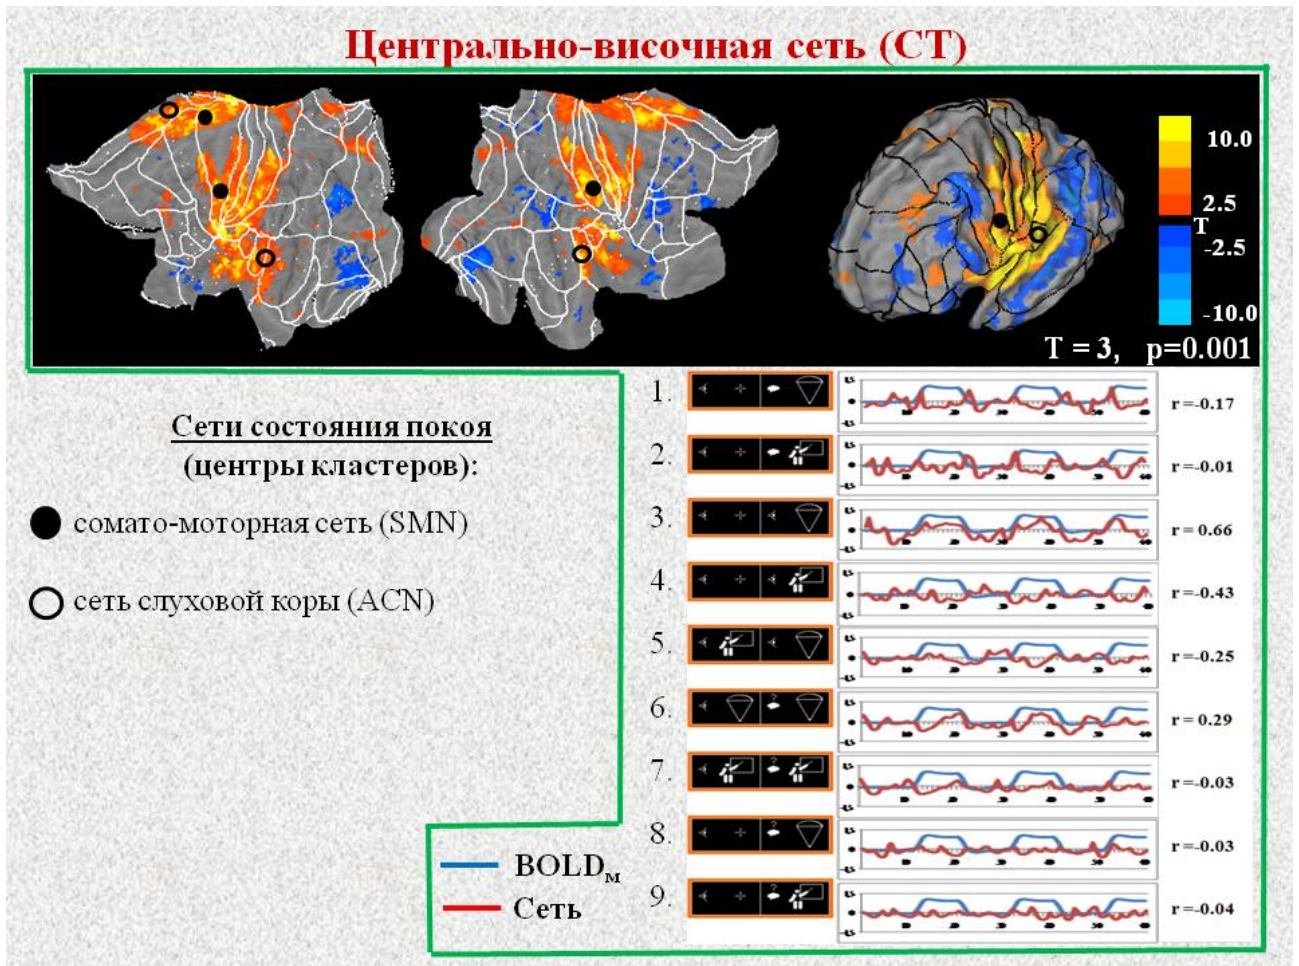 Центрально-височная сеть (СТ)
10.0
2.5
T
-2.5
-10.0
T = 3, p=0.001
Сети состояния покоя
(центры кластеров):
сомато-моторная сеть (SMN)
сеть слуховой коры (ACN)
1. r =-0.17
2. r =-0.01
3. r = 0.66
4. r =-0.43
5. r =-0.25
6. r = 0.29
7. r =-0.03
8. r =-0.03
9. r =-0.04
BOLDм
Сеть